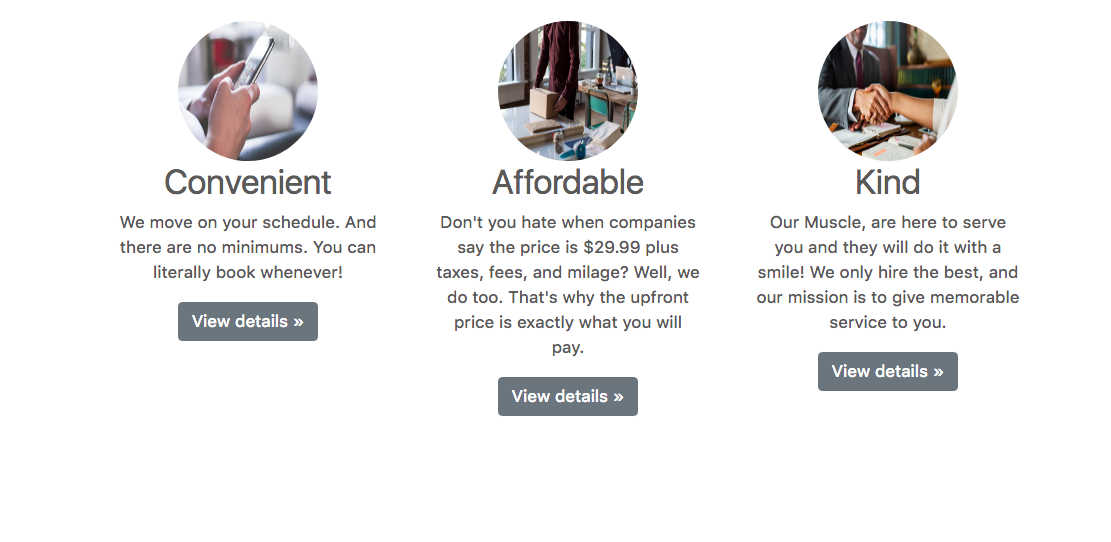 Convenient
We move on your schedule. And
there are no minimums. You can
literally book whenever!
View details »
Affordable
Don't you hate when companies
say the price is $29.99 plus
taxes, fees, and milage? Well, we
do too. That's why the upfront
price is exactly what you will
pay.
View details »
Kind
Our Muscle, are here to serve
you and they will do it with a
smile! We only hire the best, and
our mission is to give memorable
service to you.
View details »